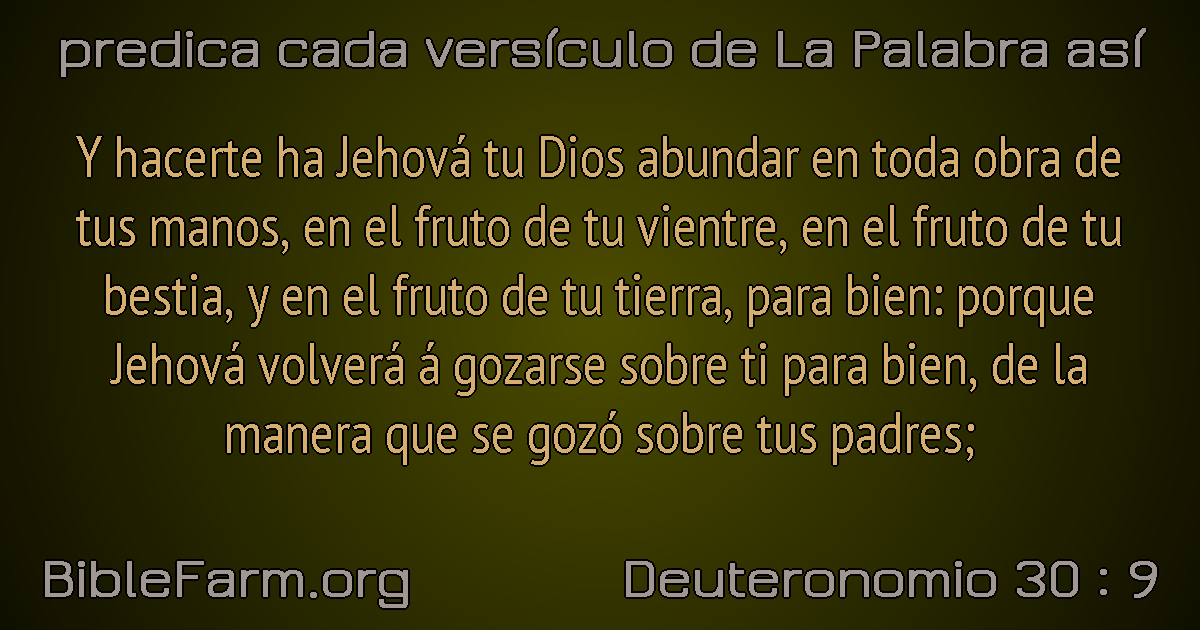 predica cada versículo de La Palabra así
Y hacerte ha Jehová tu Dios abundar en toda obra de
tus manos, en el fruto de tu vientre, en el fruto de tu
bestia, y en el fruto de tu tierra, para bien: porque
Jehová volverá á gozarse sobre ti para bien, de la
manera que se gozó sobre tus padres;
BibleFarm.org
Deuteronomio 30 : 9